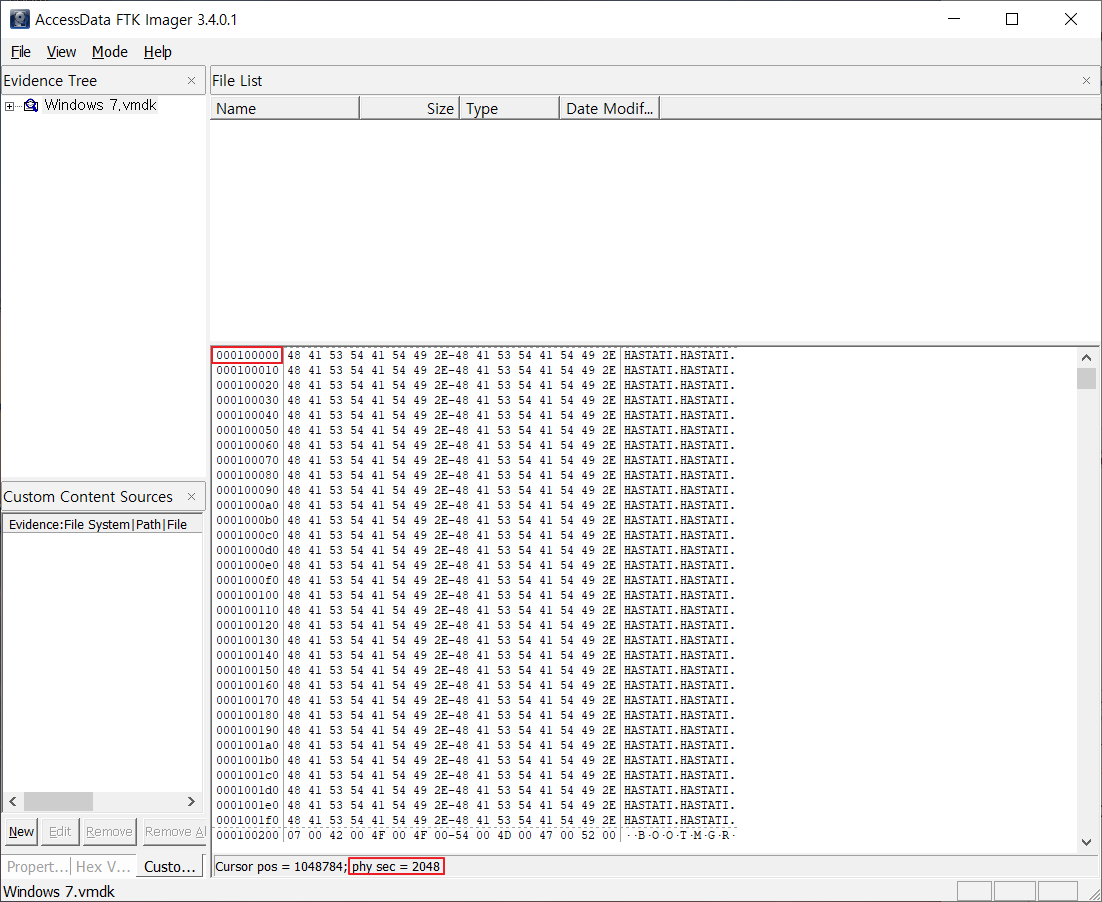 AccessData FTK Imager 3.4.0.1
File View Mode Help
Evidence Tree
Windows 7.vmdk
File List
Name Size Type Date Modif...
000100000 48 41 53 54 41 54 49 2E-48 41 53 54 41 54 49 2E HASTATI.HASTATI.
000100010 48 41 53 54 41 54 49 2E-48 41 53 54 41 54 49 2E HASTATI.HASTATI.
000100020 48 41 53 54 41 54 49 2E-48 41 53 54 41 54 49 2E HASTATI.HASTATI.
000100030 48 41 53 54 41 54 49 2E-48 41 53 54 41 54 49 2E HASTATI.HASTATI.
000100040 48 41 53 54 41 54 49 2E-48 41 53 54 41 54 49 2E HASTATI.HASTATI.
000100050 48 41 53 54 41 54 49 2E-48 41 53 54 41 54 49 2E HASTATI.HASTATI.
000100060 48 41 53 54 41 54 49 2E-48 41 53 54 41 54 49 2E HASTATI.HASTATI.
000100070 48 41 53 54 41 54 49 2E-48 41 53 54 41 54 49 2E HASTATI.HASTATI.
000100080 48 41 53 54 41 54 49 2E-48 41 53 54 41 54 49 2E HASTATI.HASTATI.
000100090 48 41 53 54 41 54 49 2E-48 41 53 54 41 54 49 2E HASTATI.HASTATI.
0001000a0 48 41 53 54 41 54 49 2E-48 41 53 54 41 54 49 2E HASTATI.HASTATI.
0001000b0 48 41 53 54 41 54 49 2E-48 41 53 54 41 54 49 2E HASTATI.HASTATI.
0001000c0 48 41 53 54 41 54 49 2E-48 41 53 54 41 54 49 2E HASTATI.HASTATI.
0001000d0 48 41 53 54 41 54 49 2E-48 41 53 54 41 54 49 2E HASTATI.HASTATI.
0001000e0 48 41 53 54 41 54 49 2E-48 41 53 54 41 54 49 2E HASTATI.HASTATI.
0001000f0 48 41 53 54 41 54 49 2E-48 41 53 54 41 54 49 2E HASTATI.HASTATI.
000100100 48 41 53 54 41 54 49 2E-48 41 53 54 41 54 49 2E HASTATI.HASTATI.
000100110 48 41 53 54 41 54 49 2E-48 41 53 54 41 54 49 2E HASTATI.HASTATI.
000100120 48 41 53 54 41 54 49 2E-48 41 53 54 41 54 49 2E HASTATI.HASTATI.
000100130 48 41 53 54 41 54 49 2E-48 41 53 54 41 54 49 2E HASTATI.HASTATI.
000100140 48 41 53 54 41 54 49 2E-48 41 53 54 41 54 49 2E HASTATI.HASTATI.
000100150 48 41 53 54 41 54 49 2E-48 41 53 54 41 54 49 2E HASTATI.HASTATI.
000100160 48 41 53 54 41 54 49 2E-48 41 53 54 41 54 49 2E HASTATI.HASTATI.
000100170 48 41 53 54 41 54 49 2E-48 41 53 54 41 54 49 2E HASTATI.HASTATI.
000100180 48 41 53 54 41 54 49 2E-48 41 53 54 41 54 49 2E HASTATI.HASTATI.
000100190 48 41 53 54 41 54 49 2E-48 41 53 54 41 54 49 2E HASTATI.HASTATI.
0001001a0 48 41 53 54 41 54 49 2E-48 41 53 54 41 54 49 2E HASTATI.HASTATI.
0001001b0 48 41 53 54 41 54 49 2E-48 41 53 54 41 54 49 2E HASTATI.HASTATI.
0001001c0 48 41 53 54 41 54 49 2E-48 41 53 54 41 54 49 2E HASTATI.HASTATI.
0001001d0 48 41 53 54 41 54 49 2E-48 41 53 54 41 54 49 2E HASTATI.HASTATI.
0001001e0 48 41 53 54 41 54 49 2E-48 41 53 54 41 54 49 2E HASTATI.HASTATI.
0001001f0 48 41 53 54 41 54 49 2E-48 41 53 54 41 54 49 2E HASTATI.HASTATI.
000100200 07 00 42 00 4F 00 4F 00-54 00 4D 00 47 00 52 00 ··B·O·O·T·M·G·R·
Custom Content Sources
Evidence:File System|Path|File
New Edit Remove Remove Al
Propert... Hex V... Custo...
Cursor pos = 1048784; phy sec = 2048
Windows 7.vmdk